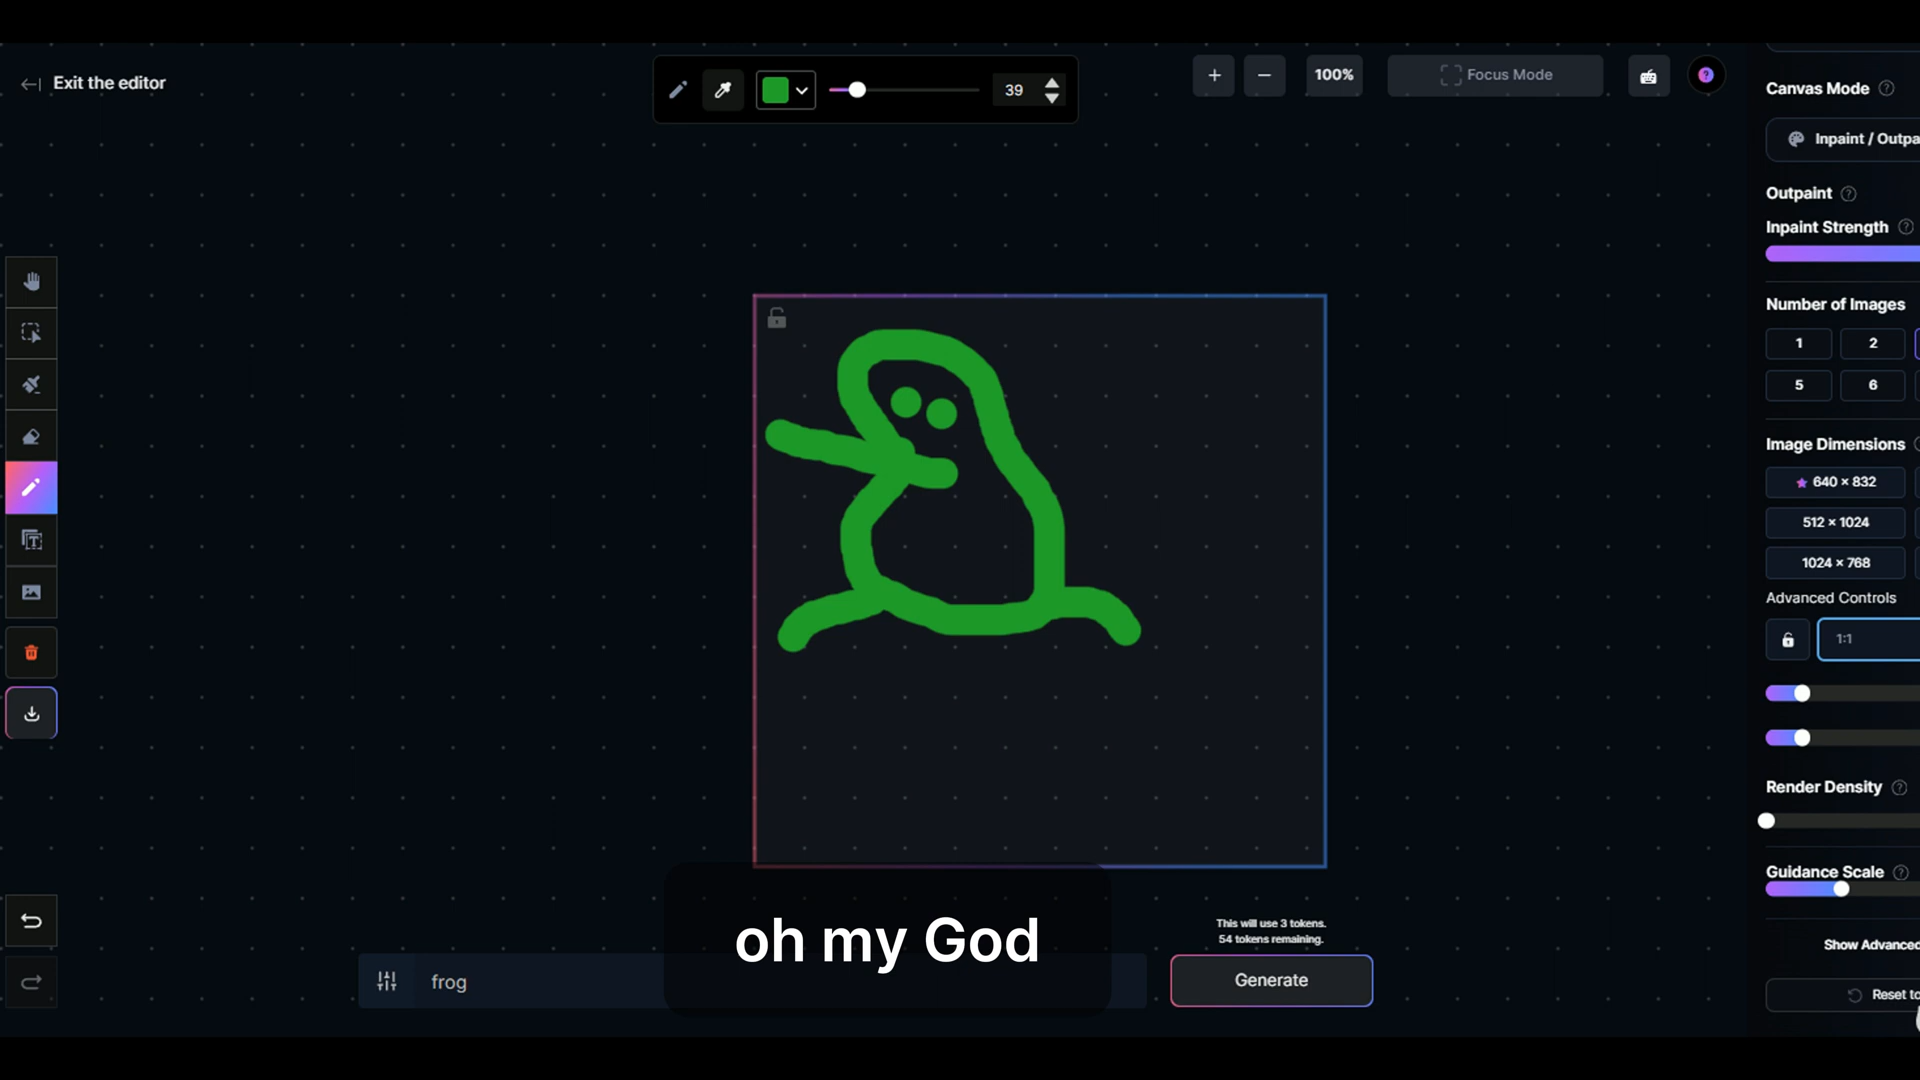 Exit the editor
39
100%
Focus Mode
Canvas Mode
Inpaint / Outpa
Outpaint
Inpaint Strength
Number of Images
1 2
5 6
Image Dimensions
640 × 832
512 × 1024
1024 × 768
Advanced Controls
1:1
Render Density
Guidance Scale
Show Advanced
Reset to
This will use 3 tokens.
54 tokens remaining.
oh my God
frog
Generate